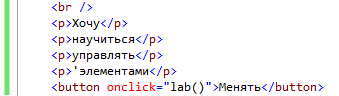 <br />
<p>Хочу</p>
<p>научиться</p>
<p>управлять</p>
<p>'элементами</p>
<button onclick="lab()">Менять</button>